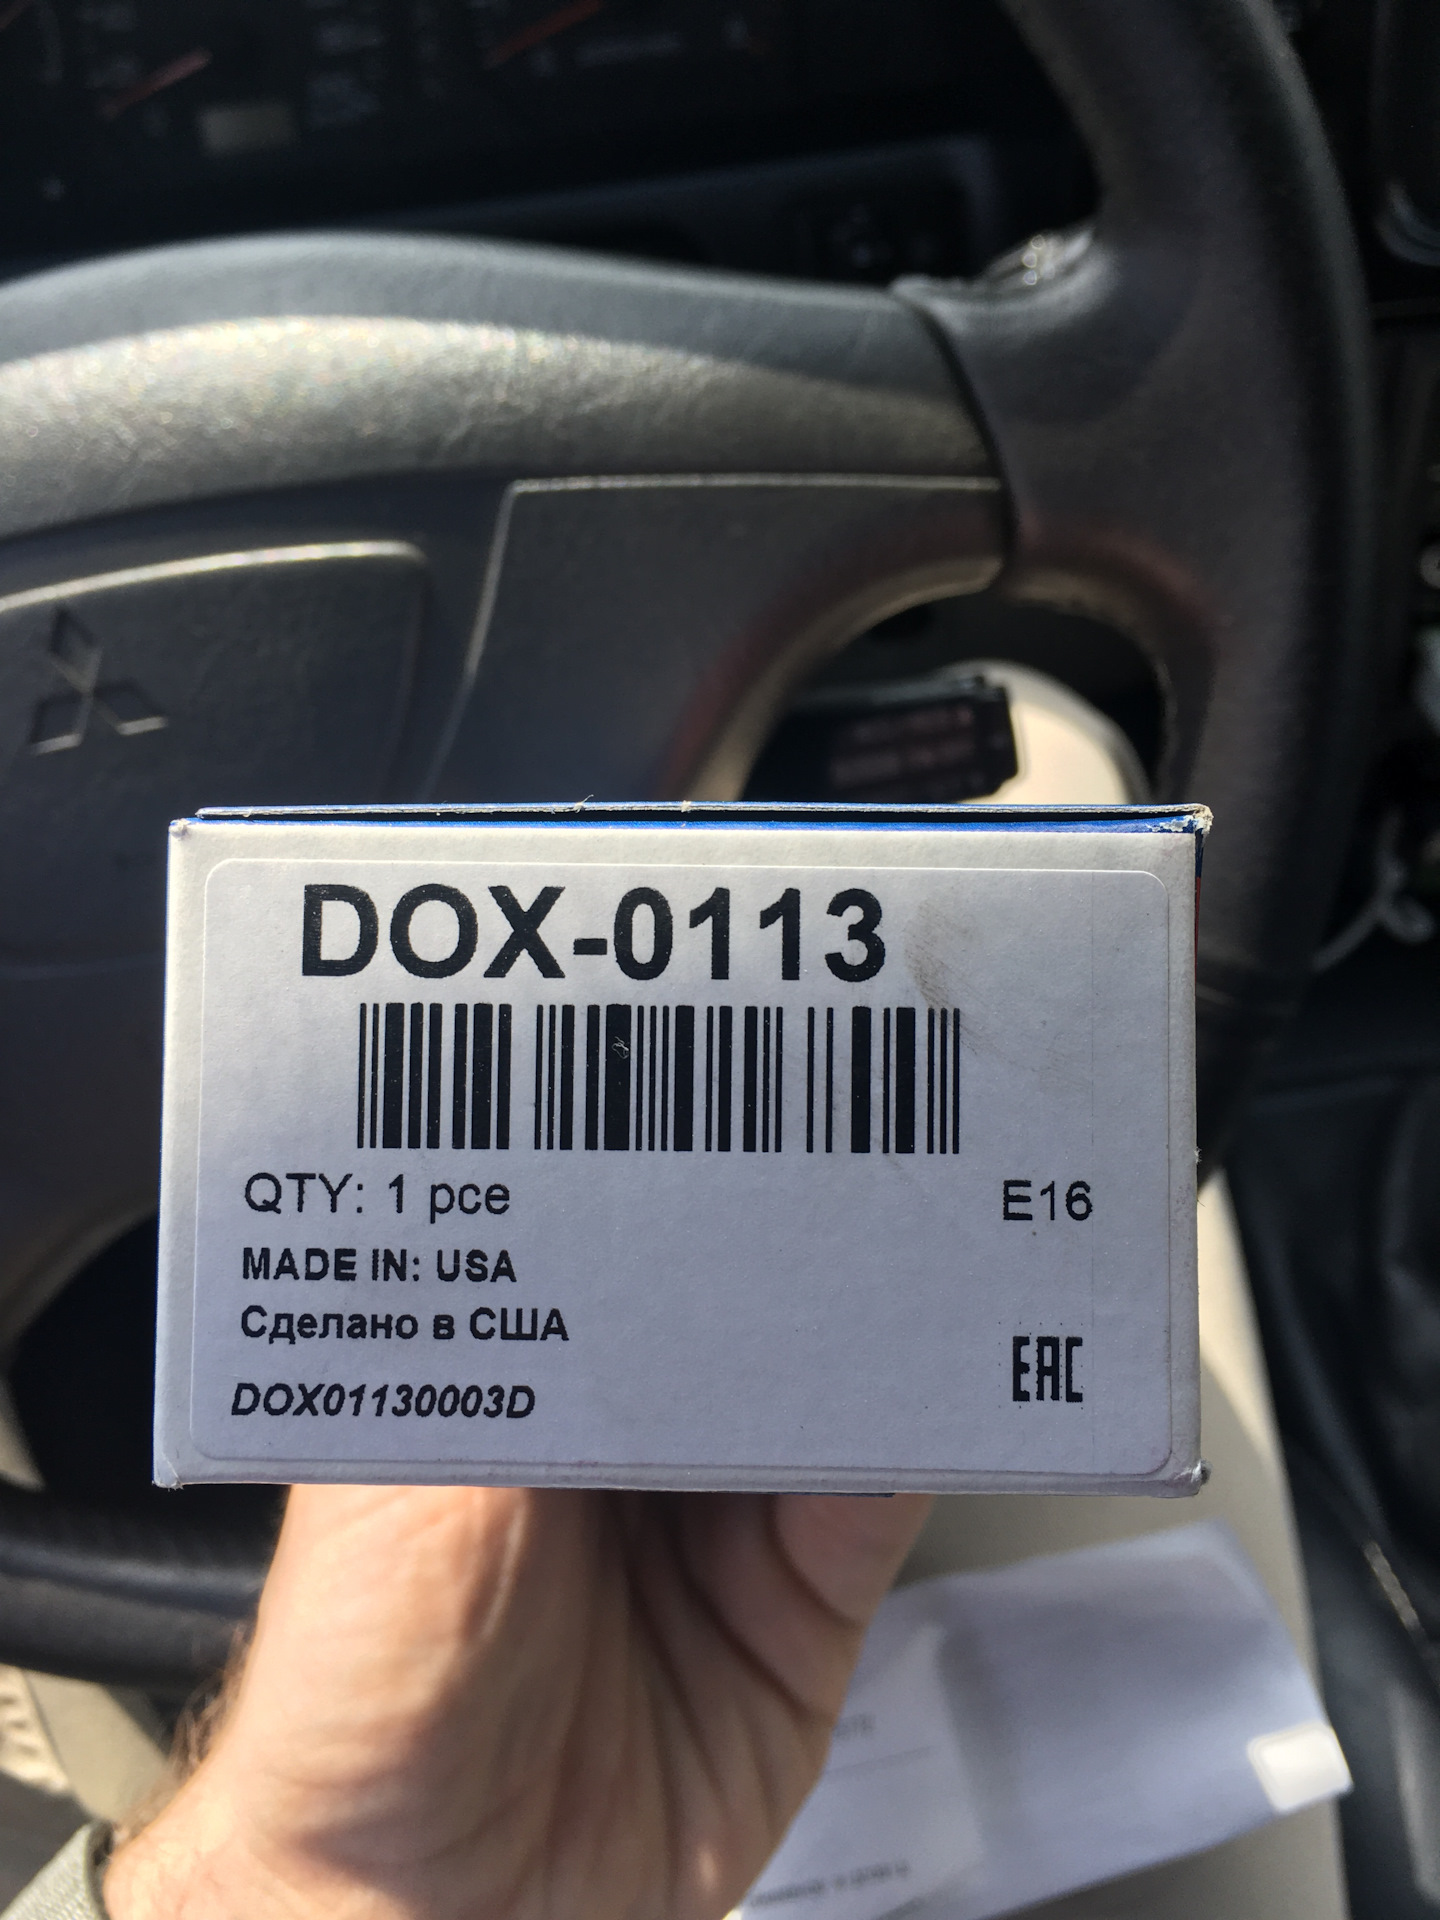 DOX-0113
QTY: 1 pce
E16
MADE IN: USA
Сделано в США
EAC
DOX01130003D